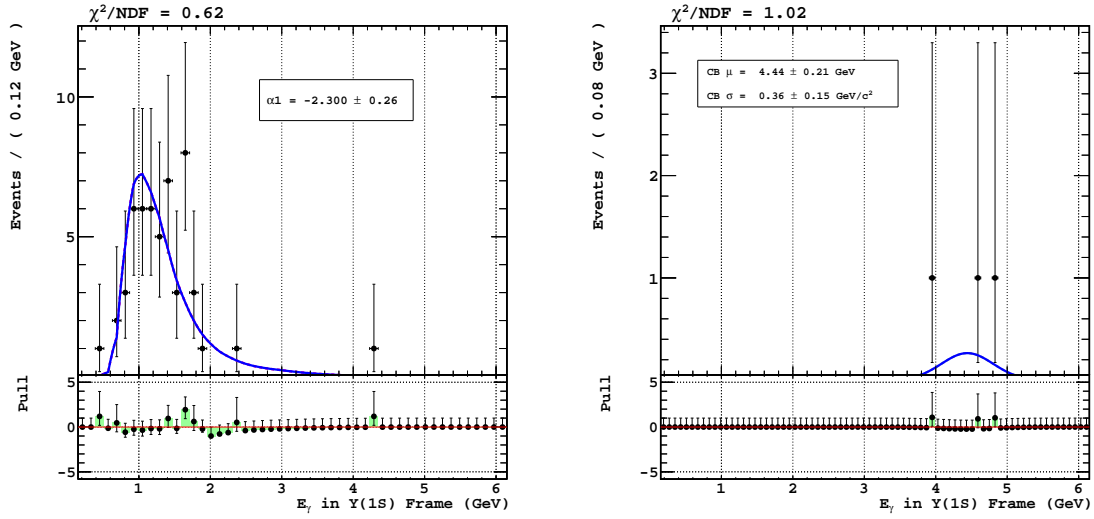 χ²/NDF = 0.62
Events / ( 0.12 GeV )
10
5
α1 = -2.300 ± 0.26
Pull
5
0
−5
1 2 3 4 5 6
E_γ in Y(1S) Frame (GeV)
χ²/NDF = 1.02
Events / ( 0.08 GeV )
3
2
1
CB μ = 4.44 ± 0.21 GeV
CB σ = 0.36 ± 0.15 GeV/c²
Pull
5
0
−5
1 2 3 4 5 6
E_γ in Y(1S) Frame (GeV)